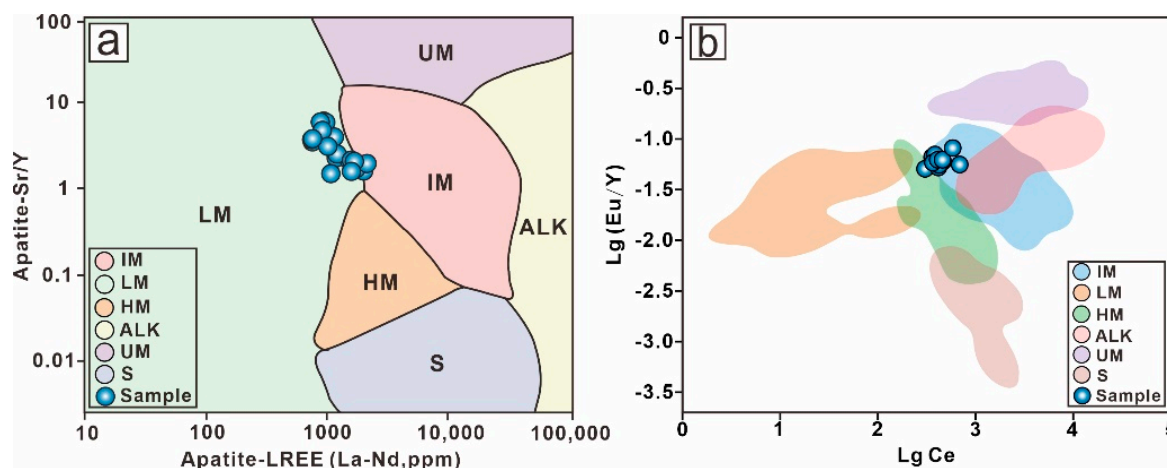 a
100
10
1
0.1
0.01
Apatite-Sr/Y
UM
IM
LM
ALK
HM
S
IM
LM
HM
ALK
UM
S
Sample
10
100
1000
10,000
100,000
Apatite-LREE (La-Nd,ppm)
b
0
-0.5
-1.0
-1.5
-2.0
-2.5
-3.0
-3.5
Lg (Eu/Y)
IM
LM
HM
ALK
UM
S
Sample
0
1
2
3
4
Lg Ce